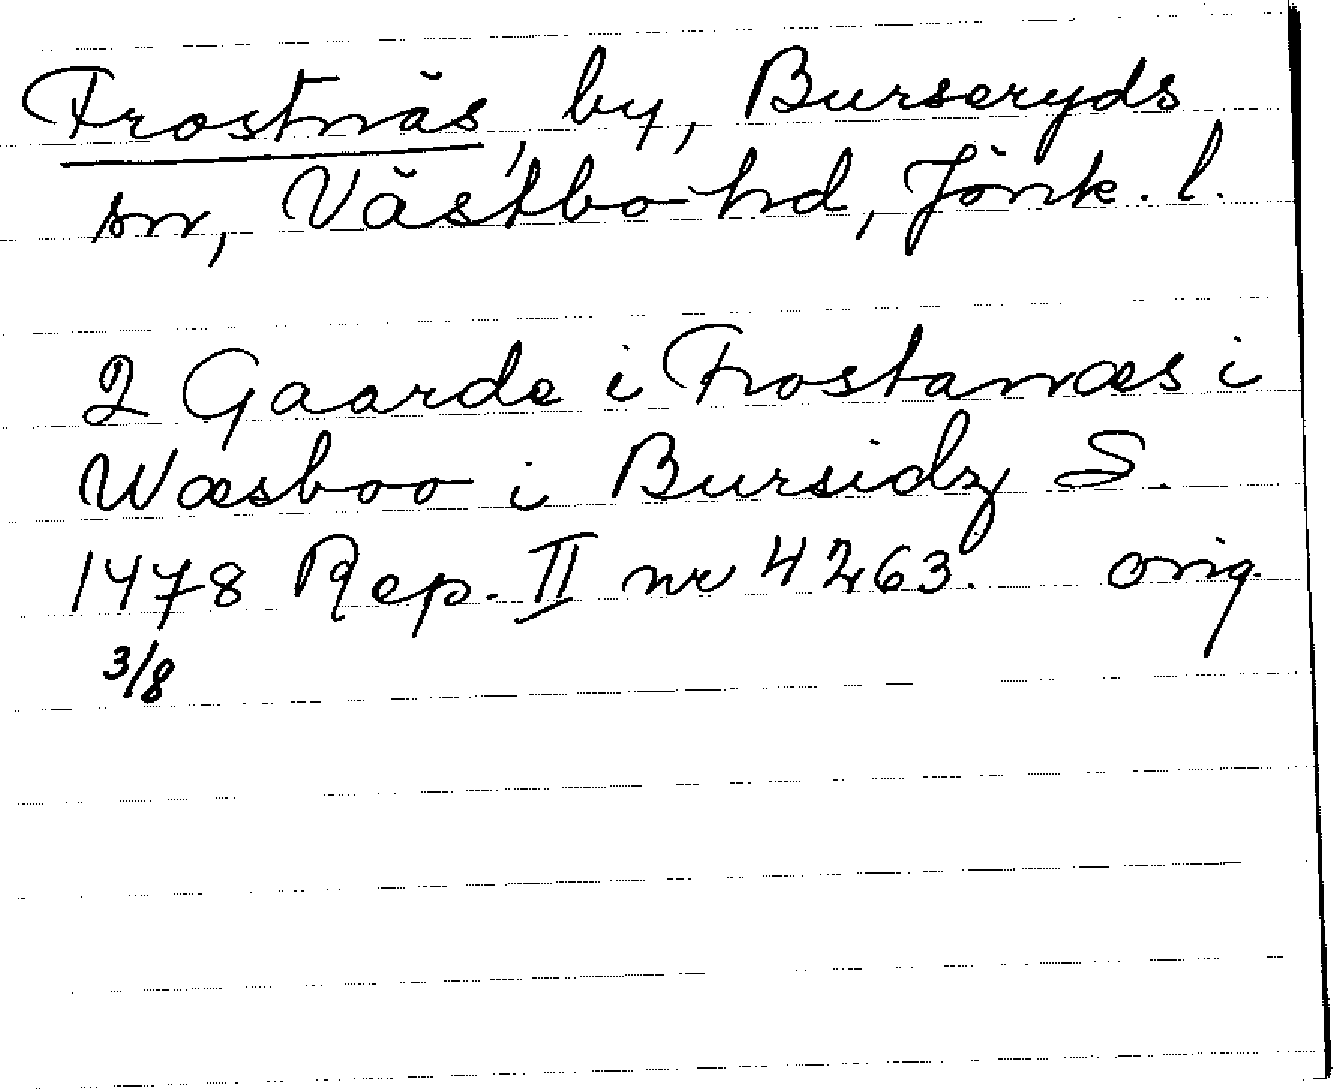 Frostnäs, by, Burseryds
sn, Västbo hd, Jönk. l.
2 Gaarde i Frostanæs i
Wæsboo i Bursidz S.
1478 Rep. II nr 4263. orig.
3/8